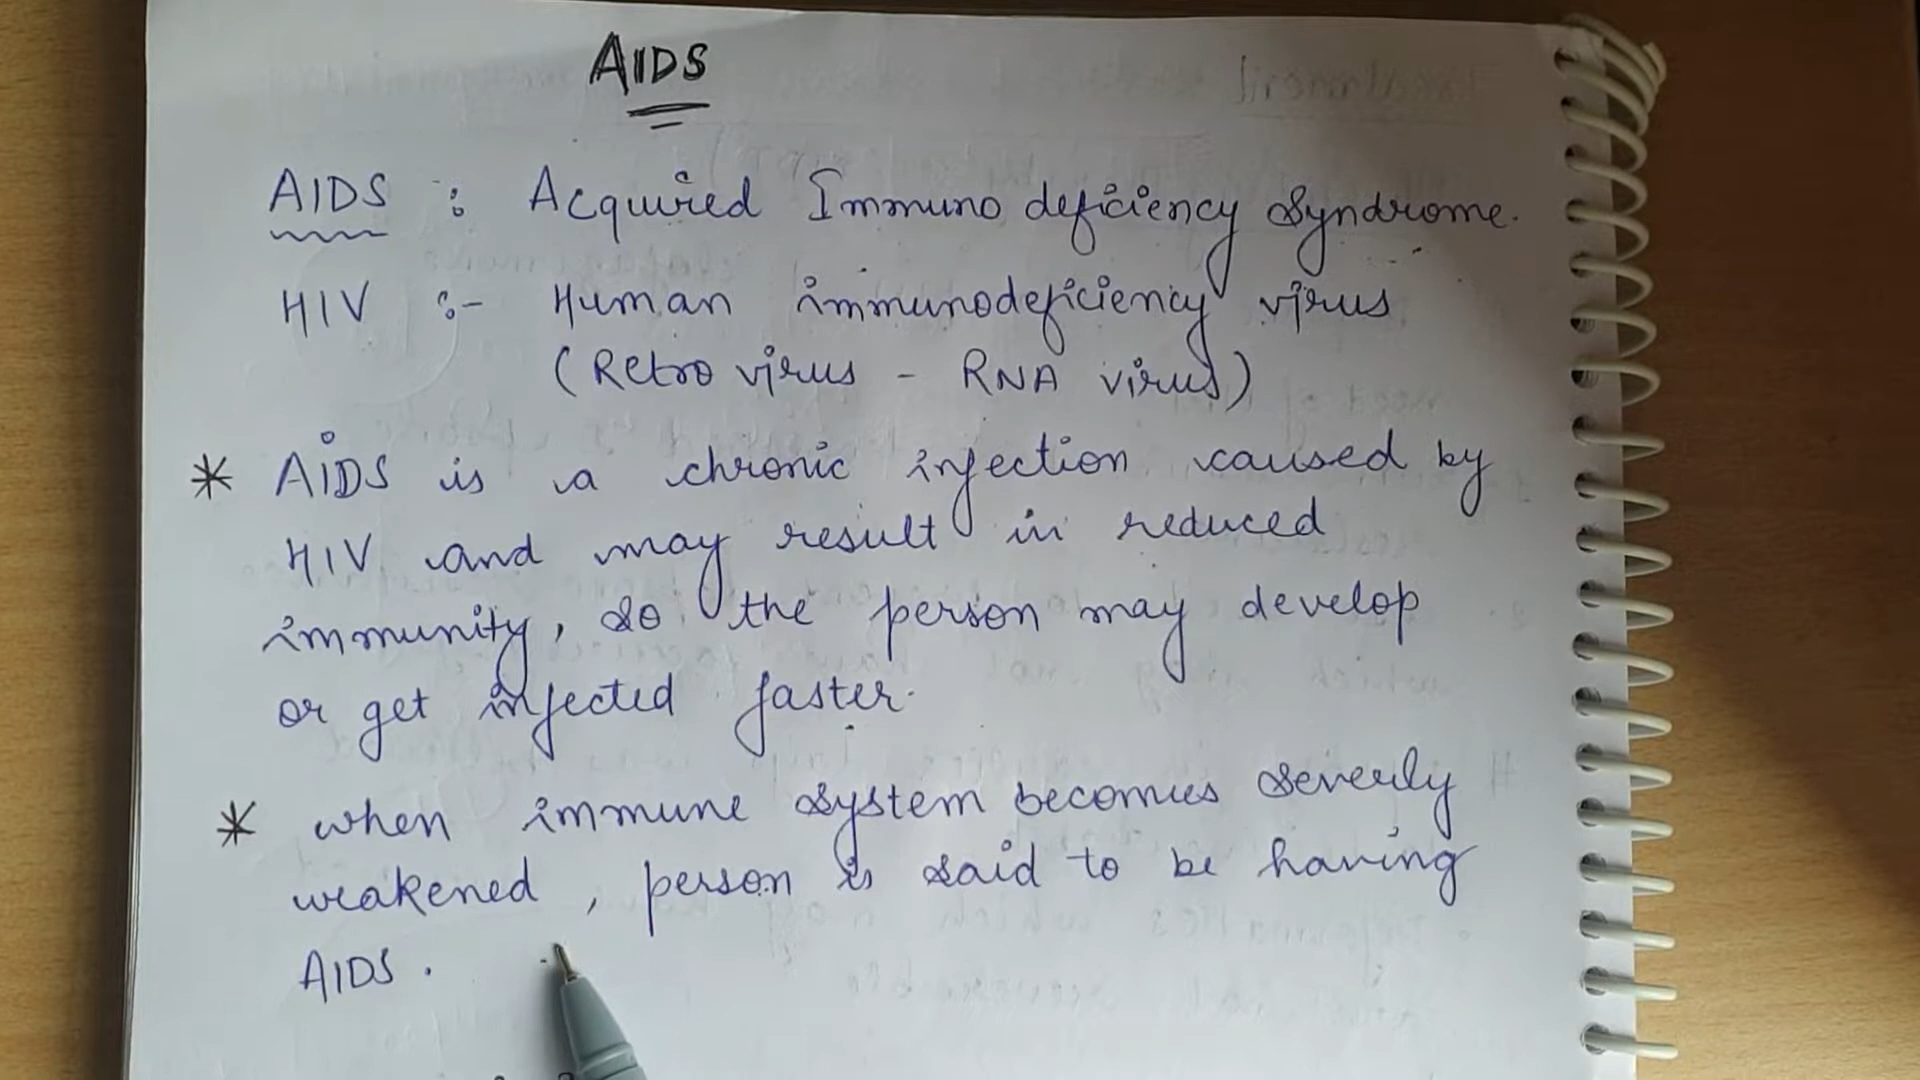 AIDS
AIDS : Acquired Immuno deficiency Syndrome.
HIV :- Human immunodeficiency virus
(Retro virus - RNA virus)
* AIDS is a chronic infection caused by
HIV and may result in reduced
immunity, so the person may develop
or get infected faster.
* when immune system becomes severly
weakened, person is said to be having
AIDS.